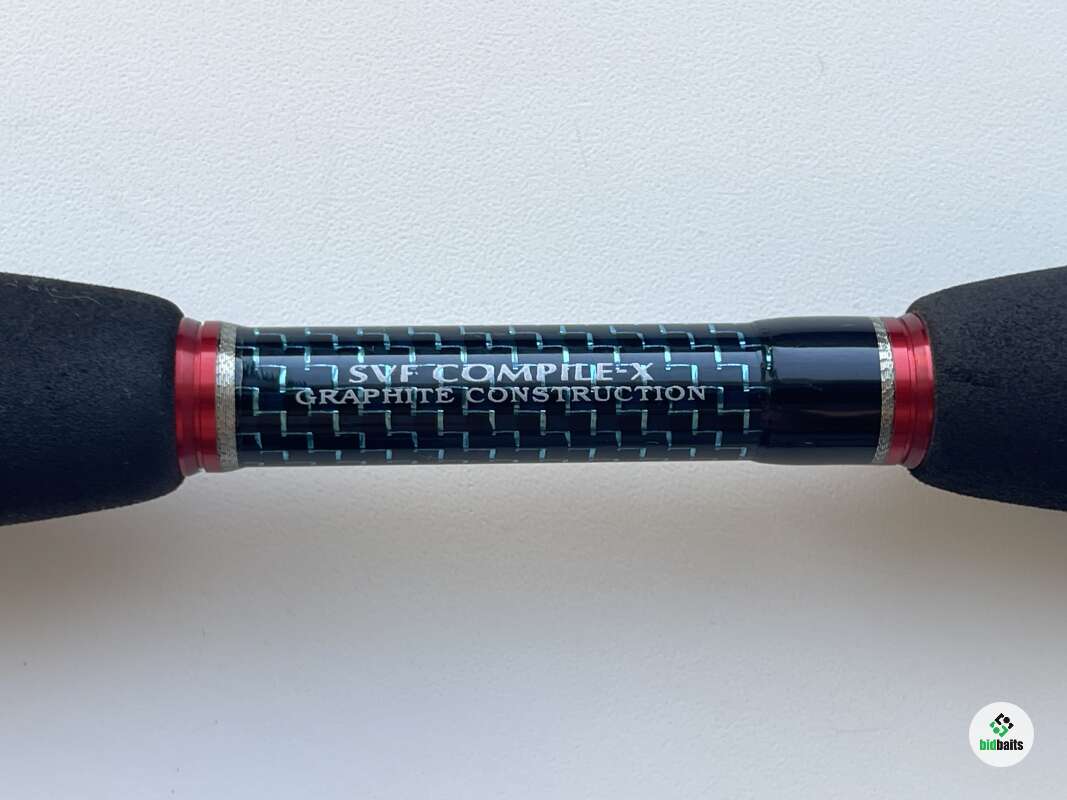 SVF COMPILE-X
GRAPHITE CONSTRUCTION
bidbaits